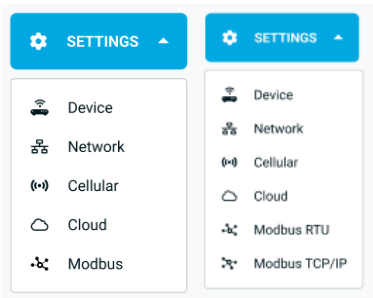 SETTINGS
Device
Network
Cellular
Cloud
Modbus
SETTINGS
Device
Network
Cellular
Cloud
Modbus RTU
Modbus TCP/IP